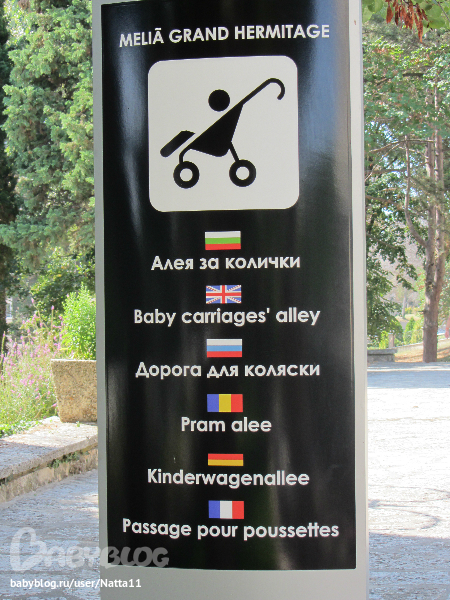 MELIÃ GRAND HERMITAGE
Алея за колички
Baby carriages' alley
Дорога для коляски
Pram alee
Kinderwagenallee
Passage pour poussettes
BABYBLOG
babyblog.ru/user/Natta11